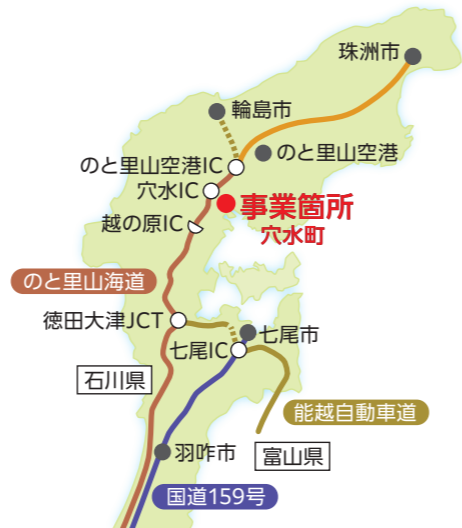 珠洲市
輪島市
のと里山空港
のと里山空港IC
穴水IC
事業箇所
穴水町
越の原IC
のと里山海道
徳田大津JCT
七尾市
七尾IC
石川県
能越自動車道
羽咋市
富山県
国道159号